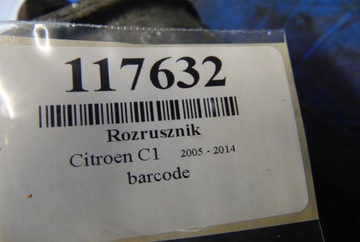 117632
Rozrusznik
Citroen C1 2005 - 2014
barcode